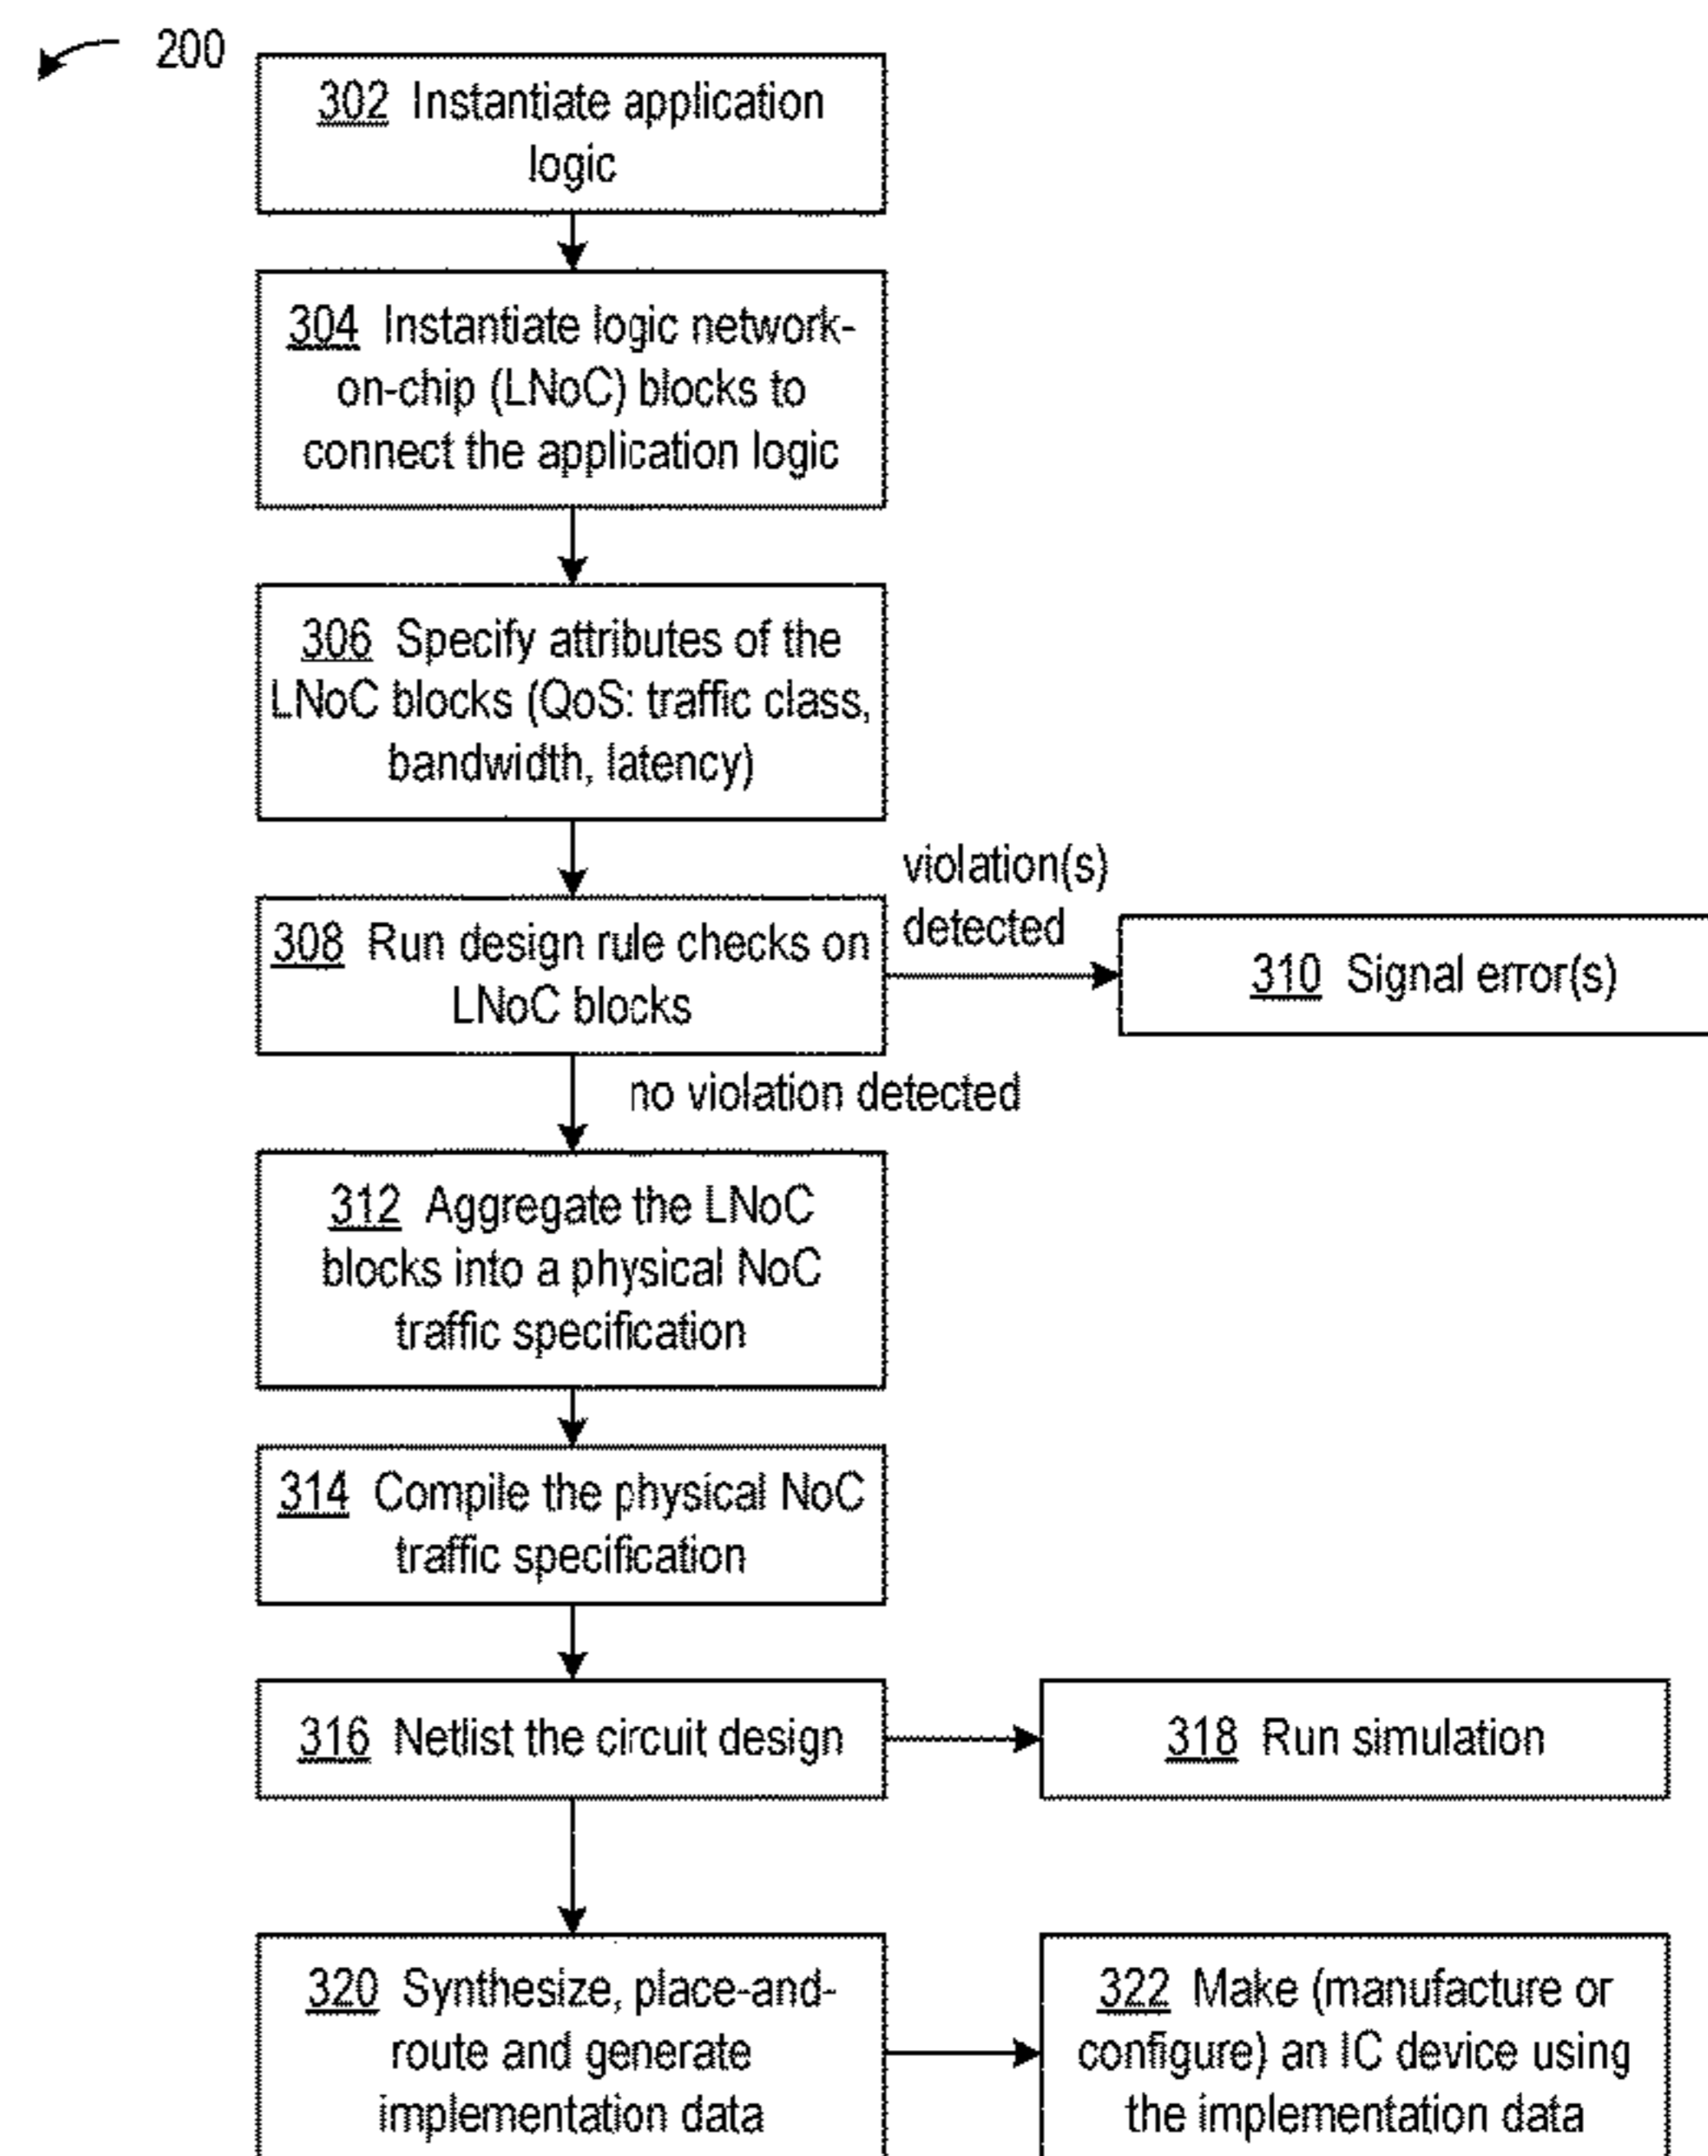 200
302 Instantiate application
logic
304 Instantiate logic network-
on-chip (LNoC) blocks to
connect the application logic
306 Specify attributes of the
LNoC blocks (QoS: traffic class,
bandwidth, latency)
violation(s)
detected
308 Run design rule checks on
LNoC blocks
310 Signal error(s)
no violation detected
312 Aggregate the LNoC
blocks into a physical NoC
traffic specification
314 Compile the physical NoC
traffic specification
316 Netlist the circuit design
318 Run simulation
320 Synthesize, place-and-
route and generate
implementation data
322 Make (manufacture or
configure) an IC device using
the implementation data